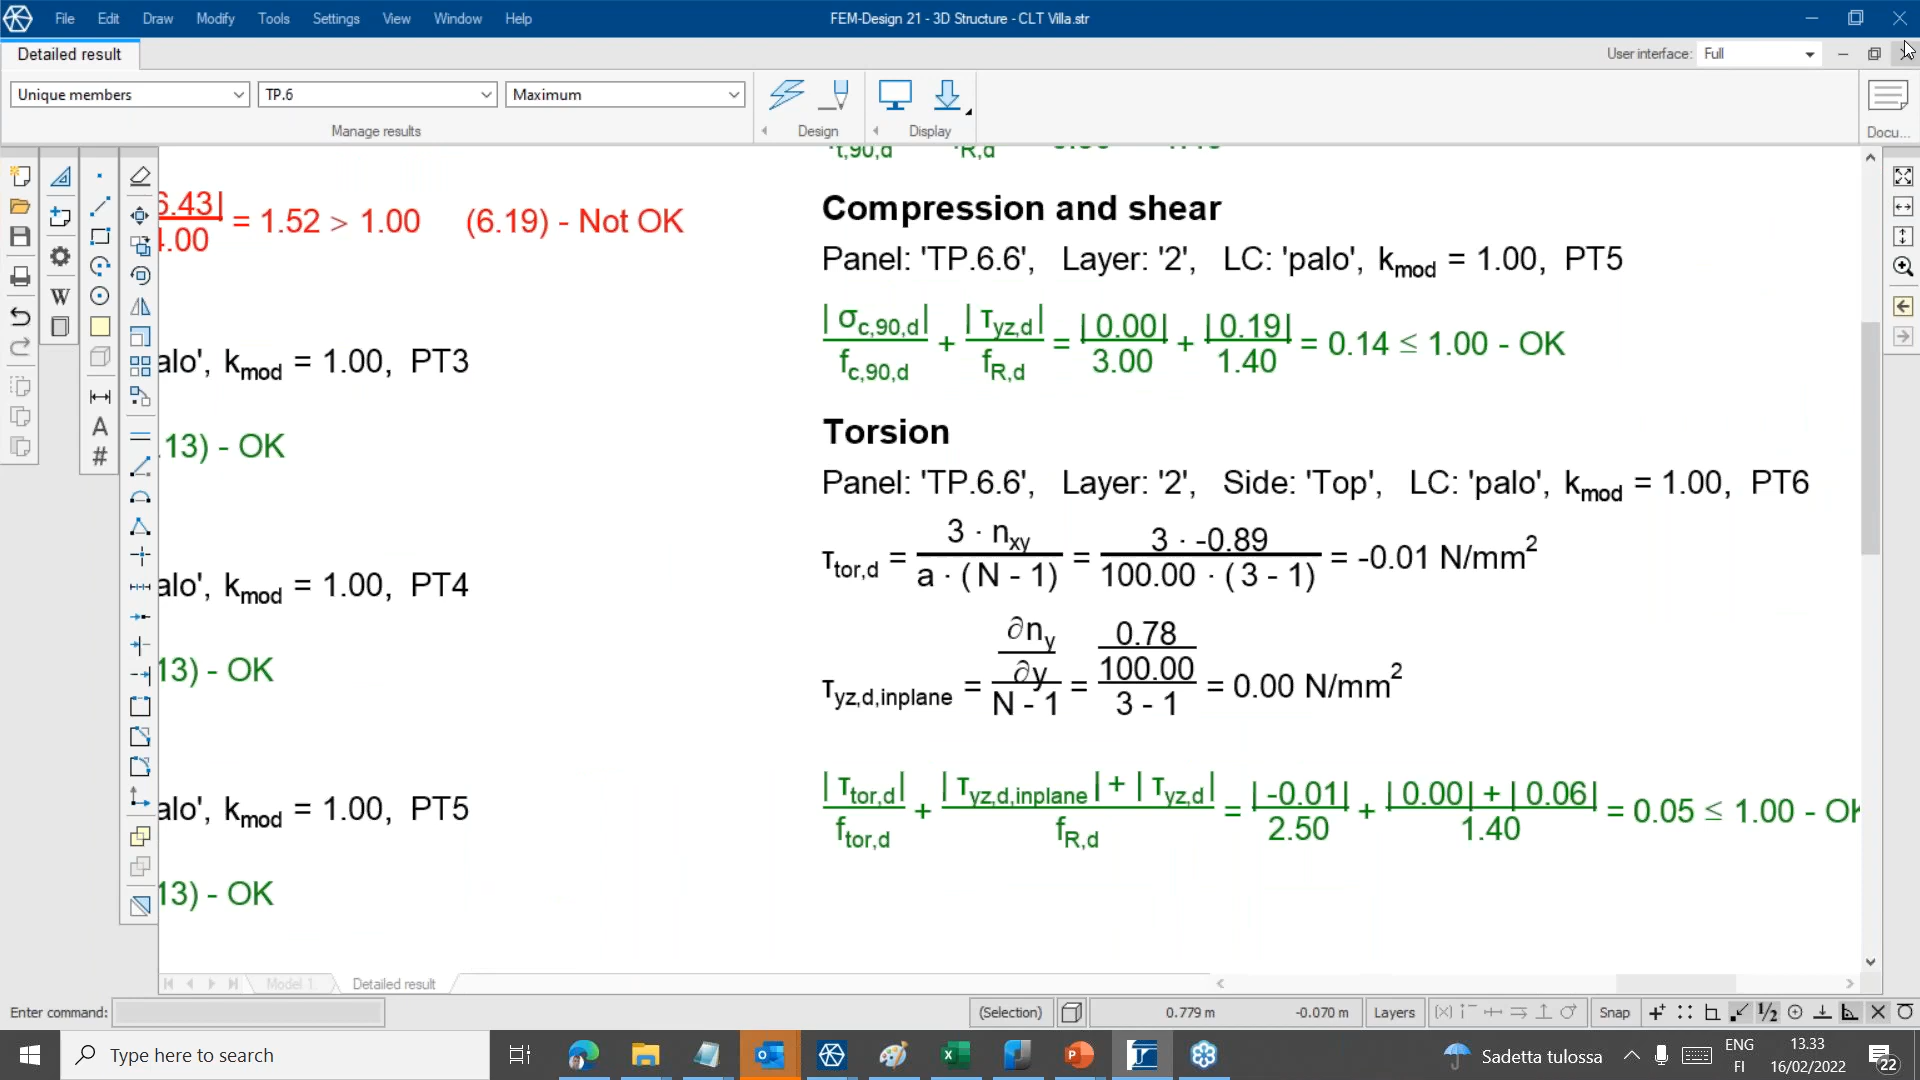 File Edit Draw Modify Tools Settings View Window Help
FEM-Design 21 - 3D Structure - CLT Villa.str
Detailed result
User interface: Full
Unique members
TP.6
Maximum
Manage results
Design
Display
Docu...
6.43| = 1.52 > 1.00 (6.19) - Not OK
4.00
alo', kmod = 1.00, PT3
13) - OK
alo', kmod = 1.00, PT4
13) - OK
alo', kmod = 1.00, PT5
13) - OK
t,90,d R,d
Compression and shear
Panel: 'TP.6.6', Layer: '2', LC: 'palo', kmod = 1.00, PT5
|σc,90,d| / fc,90,d + |τyz,d| / fR,d = |0.00| / 3.00 + |0.19| / 1.40 = 0.14 ≤ 1.00 - OK
Torsion
Panel: 'TP.6.6', Layer: '2', Side: 'Top', LC: 'palo', kmod = 1.00, PT6
τtor,d = 3 · nxy / a · (N - 1) = 3 · -0.89 / 100.00 · (3 - 1) = -0.01 N/mm²
τyz,d,inplane = ∂ny / ∂y / N - 1 = 0.78 / 100.00 / 3 - 1 = 0.00 N/mm²
|τtor,d| / ftor,d + |τyz,d,inplane| + |τyz,d| / fR,d = |-0.01| / 2.50 + |0.00| + |0.06| / 1.40 = 0.05 ≤ 1.00 - OK
Model 1.
Detailed result
Enter command:
(Selection)
0.779 m
-0.070 m
Layers
Snap
Type here to search
Sadetta tulossa
ENG
FI
13.33
16/02/2022
22